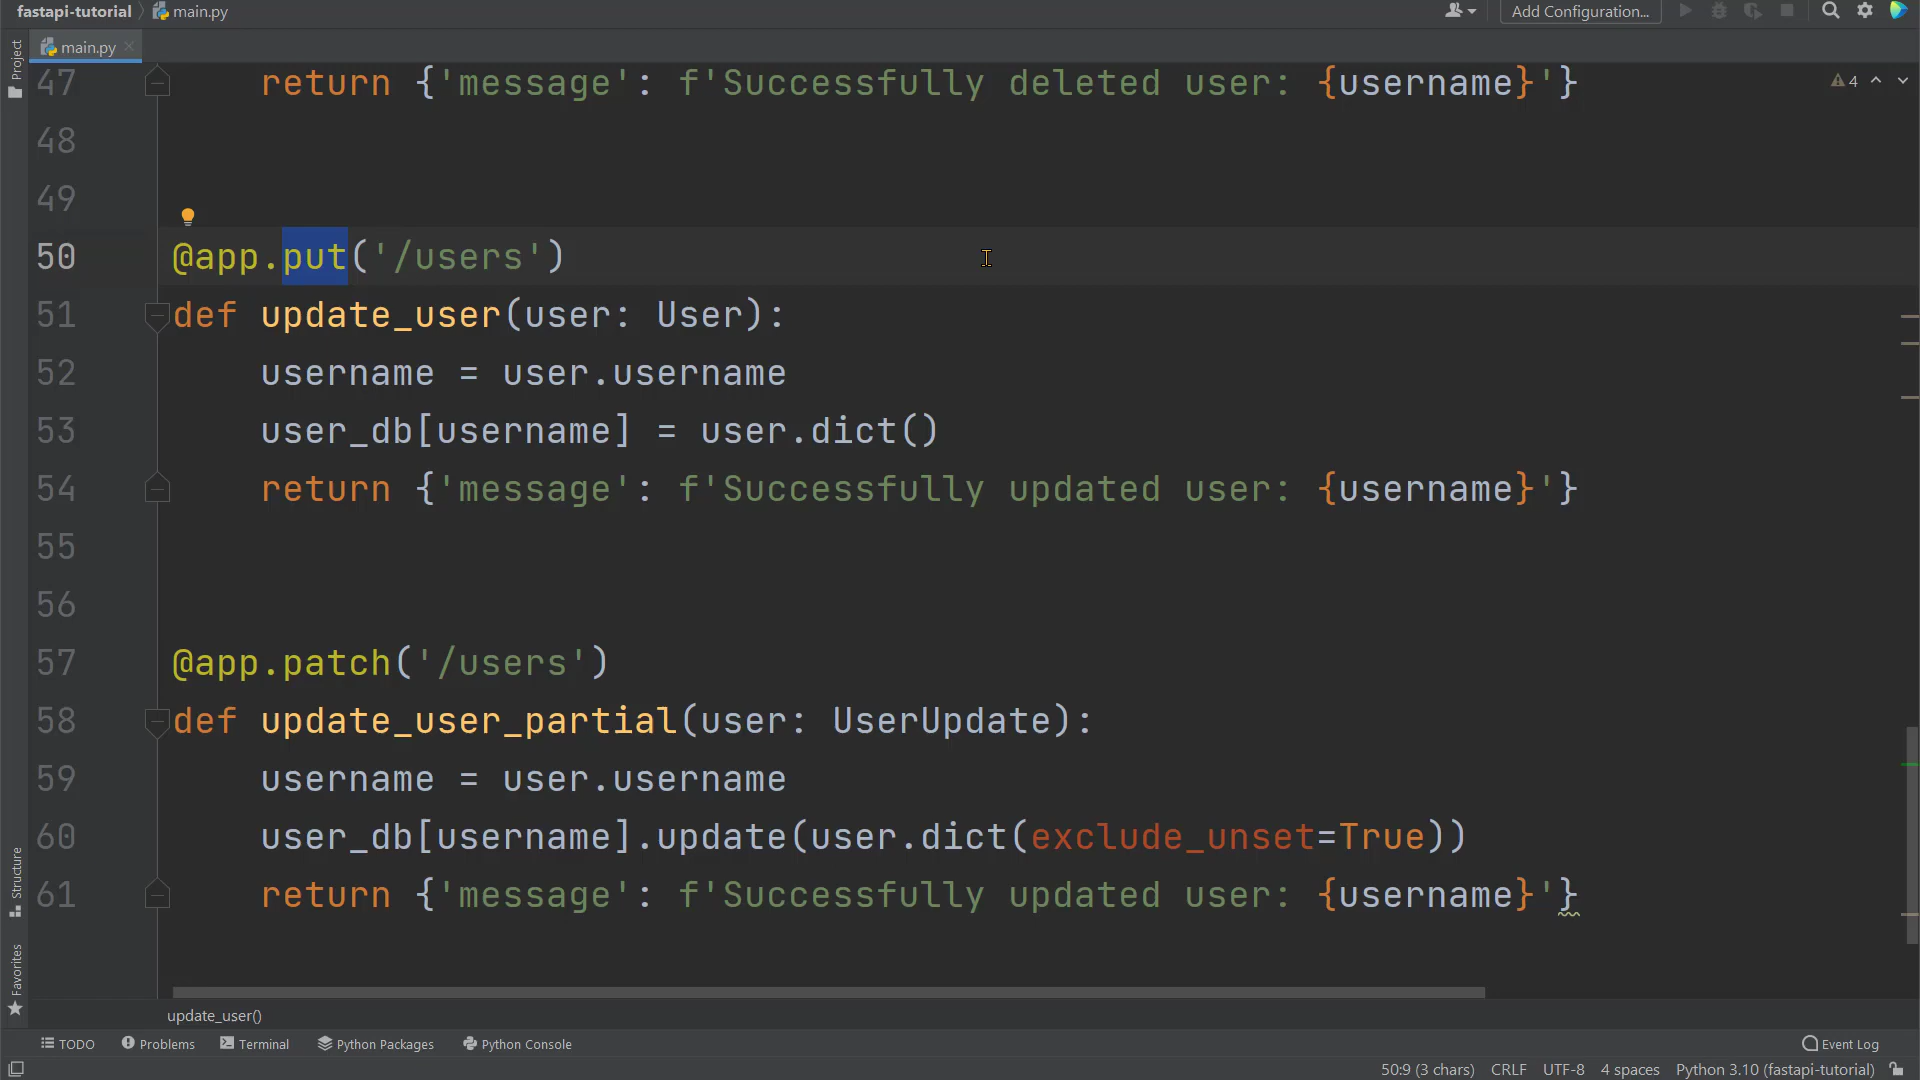 fastapi-tutorial main.py Add Configuration...
Project main.py
47 return {'message': f'Successfully deleted user: {username}'} 4
48
49
50 @app.put('/users')
51 def update_user(user: User):
52 username = user.username
53 user_db[username] = user.dict()
54 return {'message': f'Successfully updated user: {username}'}
55
56
57 @app.patch('/users')
58 def update_user_partial(user: UserUpdate):
59 username = user.username
60 user_db[username].update(user.dict(exclude_unset=True))
61 return {'message': f'Successfully updated user: {username}'}
Structure
Favorites
update_user()
TODO Problems Terminal Python Packages Python Console Event Log
50:9 (3 chars) CRLF UTF-8 4 spaces Python 3.10 (fastapi-tutorial)